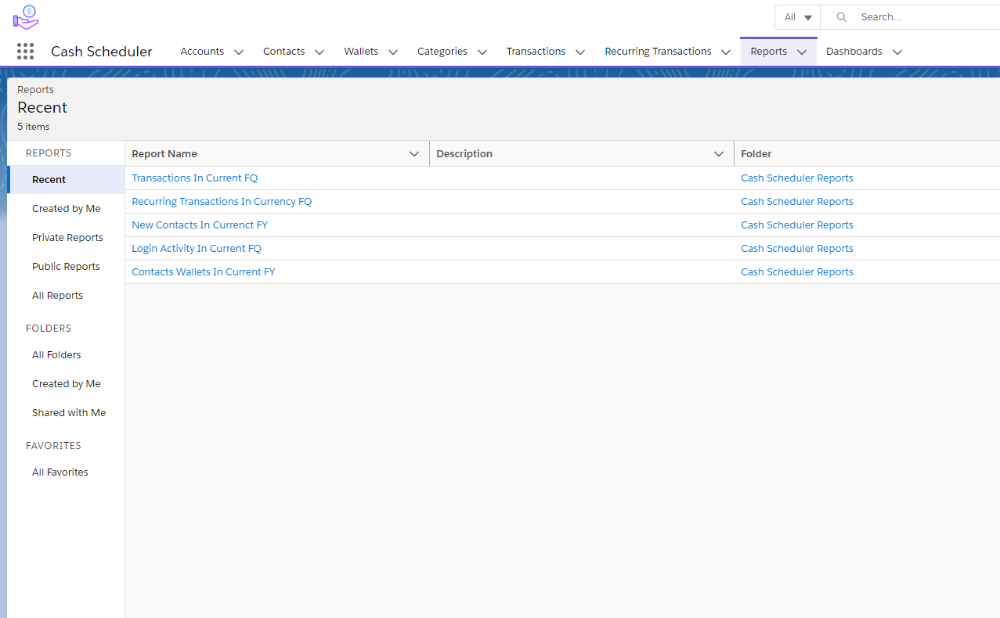 $
All
Search...
Cash Scheduler Accounts Contacts Wallets Categories Transactions Recurring Transactions Reports Dashboards
Reports
Recent
5 items
REPORTS
Recent
Created by Me
Private Reports
Public Reports
All Reports
FOLDERS
All Folders
Created by Me
Shared with Me
FAVORITES
All Favorites
Report Name Description Folder
Transactions In Current FQ Cash Scheduler Reports
Recurring Transactions In Currency FQ Cash Scheduler Reports
New Contacts In Currenct FY Cash Scheduler Reports
Login Activity In Current FQ Cash Scheduler Reports
Contacts Wallets In Current FY Cash Scheduler Reports